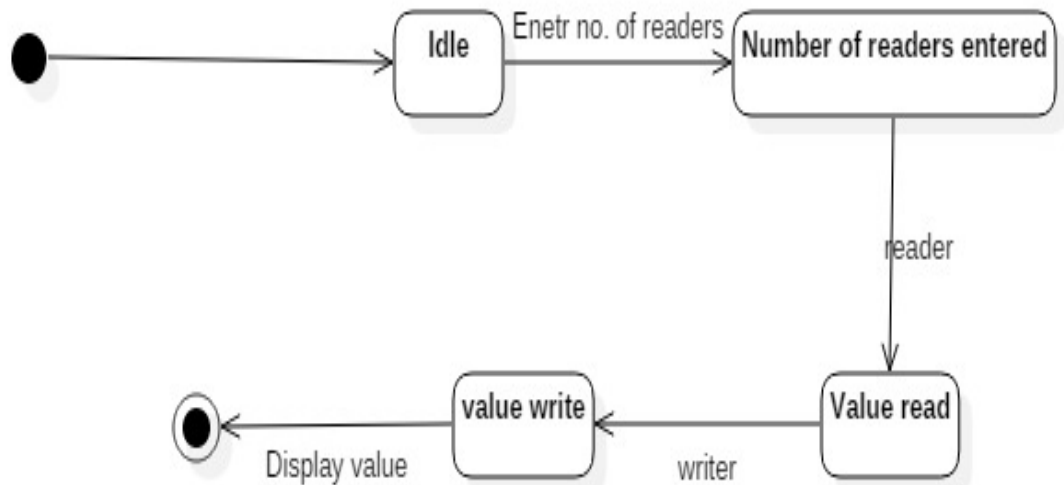 Idle
Enetr no. of readers
Number of readers entered
reader
Value read
writer
value write
Display value